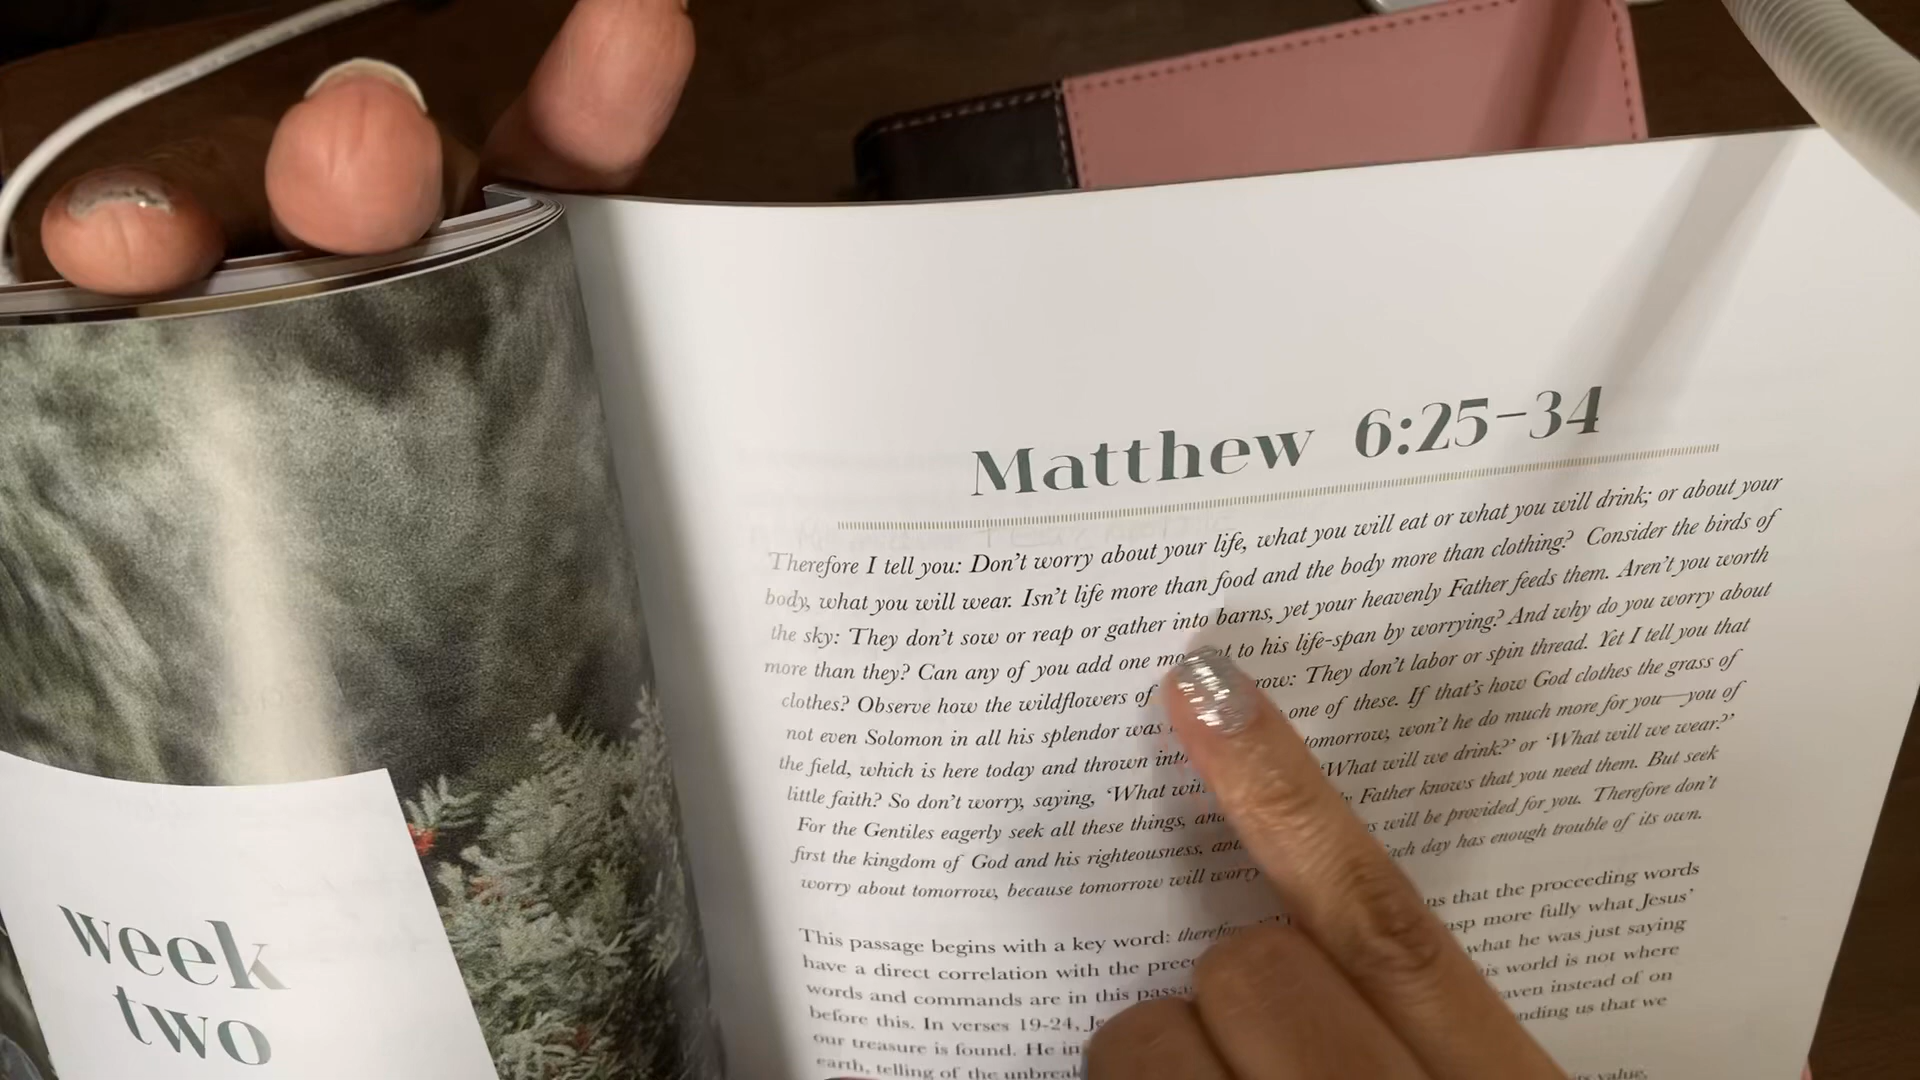 week
two
Matthew 6:25-34
Therefore I tell you: Don't worry about your life, what you will eat or what you will drink; or about your
body, what you will wear. Isn't life more than food and the body more than clothing? Consider the birds of
the sky: They don't sow or reap or gather into barns, yet your heavenly Father feeds them. Aren't you worth
more than they? Can any of you add one to his life-span by worrying? And why do you worry about
clothes? Observe how the wildflowers of They don't labor or spin thread. Yet I tell you that
not even Solomon in all his splendor was one of these. If that's how God clothes the grass of
the field, which is here today and thrown tomorrow, won't he do much more for you—you of
little faith? So don't worry, saying, 'What 'What will we drink?' or 'What will we wear?'
For the Gentiles eagerly seek all these things, Father knows that you need them. But seek
first the kingdom of God and his righteousness, will be provided for you. Therefore don't
worry about tomorrow, because tomorrow will worry day has enough trouble of its own.
This passage begins with a key word: therefore that the proceeding words
have a direct correlation with the more fully what Jesus'
words and commands are in this what he was just saying
before this. In verses 19-24, world is not where
our treasure is found. He instead of on
earth, telling of the us that we
value,